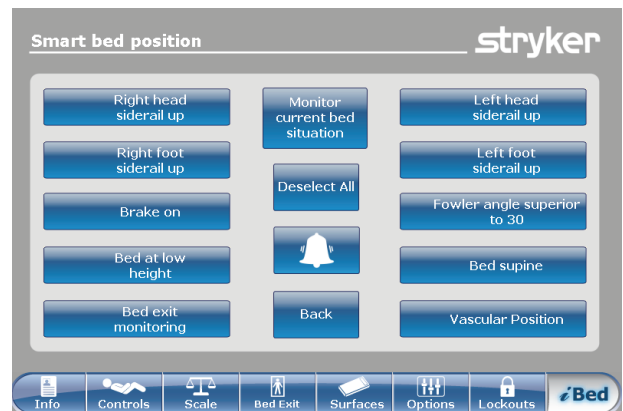 Smart bed position
stryker
Right head
siderail up
Monitor
current bed
situation
Left head
siderail up
Right foot
siderail up
Deselect All
Left foot
siderail up
Brake on
Fowler angle superior
to 30
Bed at low
height
Bed supine
Bed exit
monitoring
Back
Vascular Position
Info
Controls
Scale
Bed Exit
Surfaces
Options
Lockouts
iBed